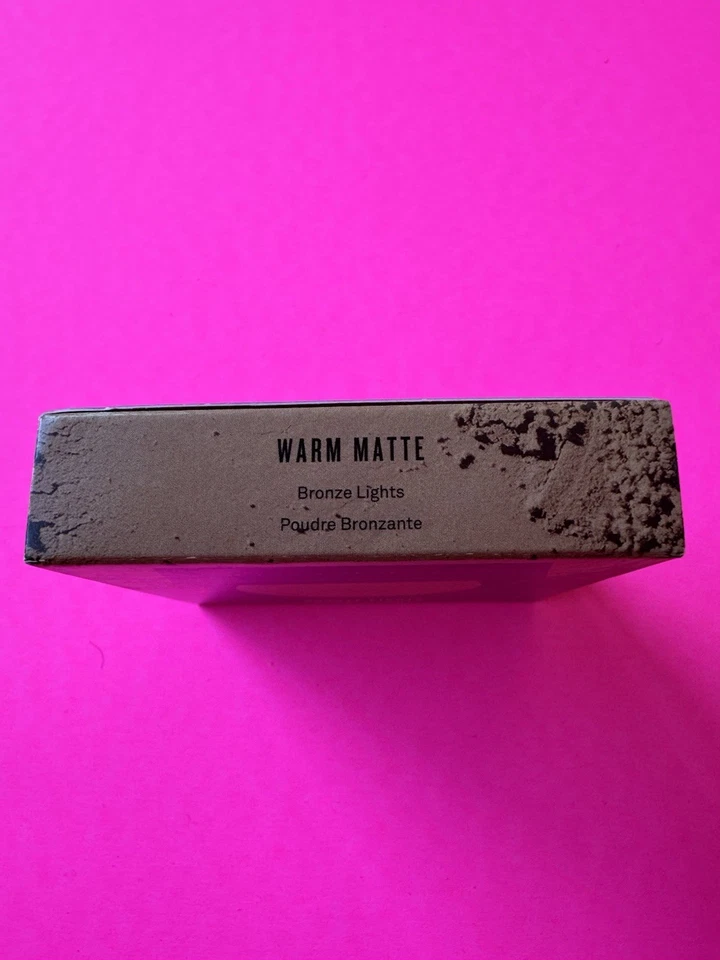 WARM MATTE
Bronze Lights
Poudre Bronzante